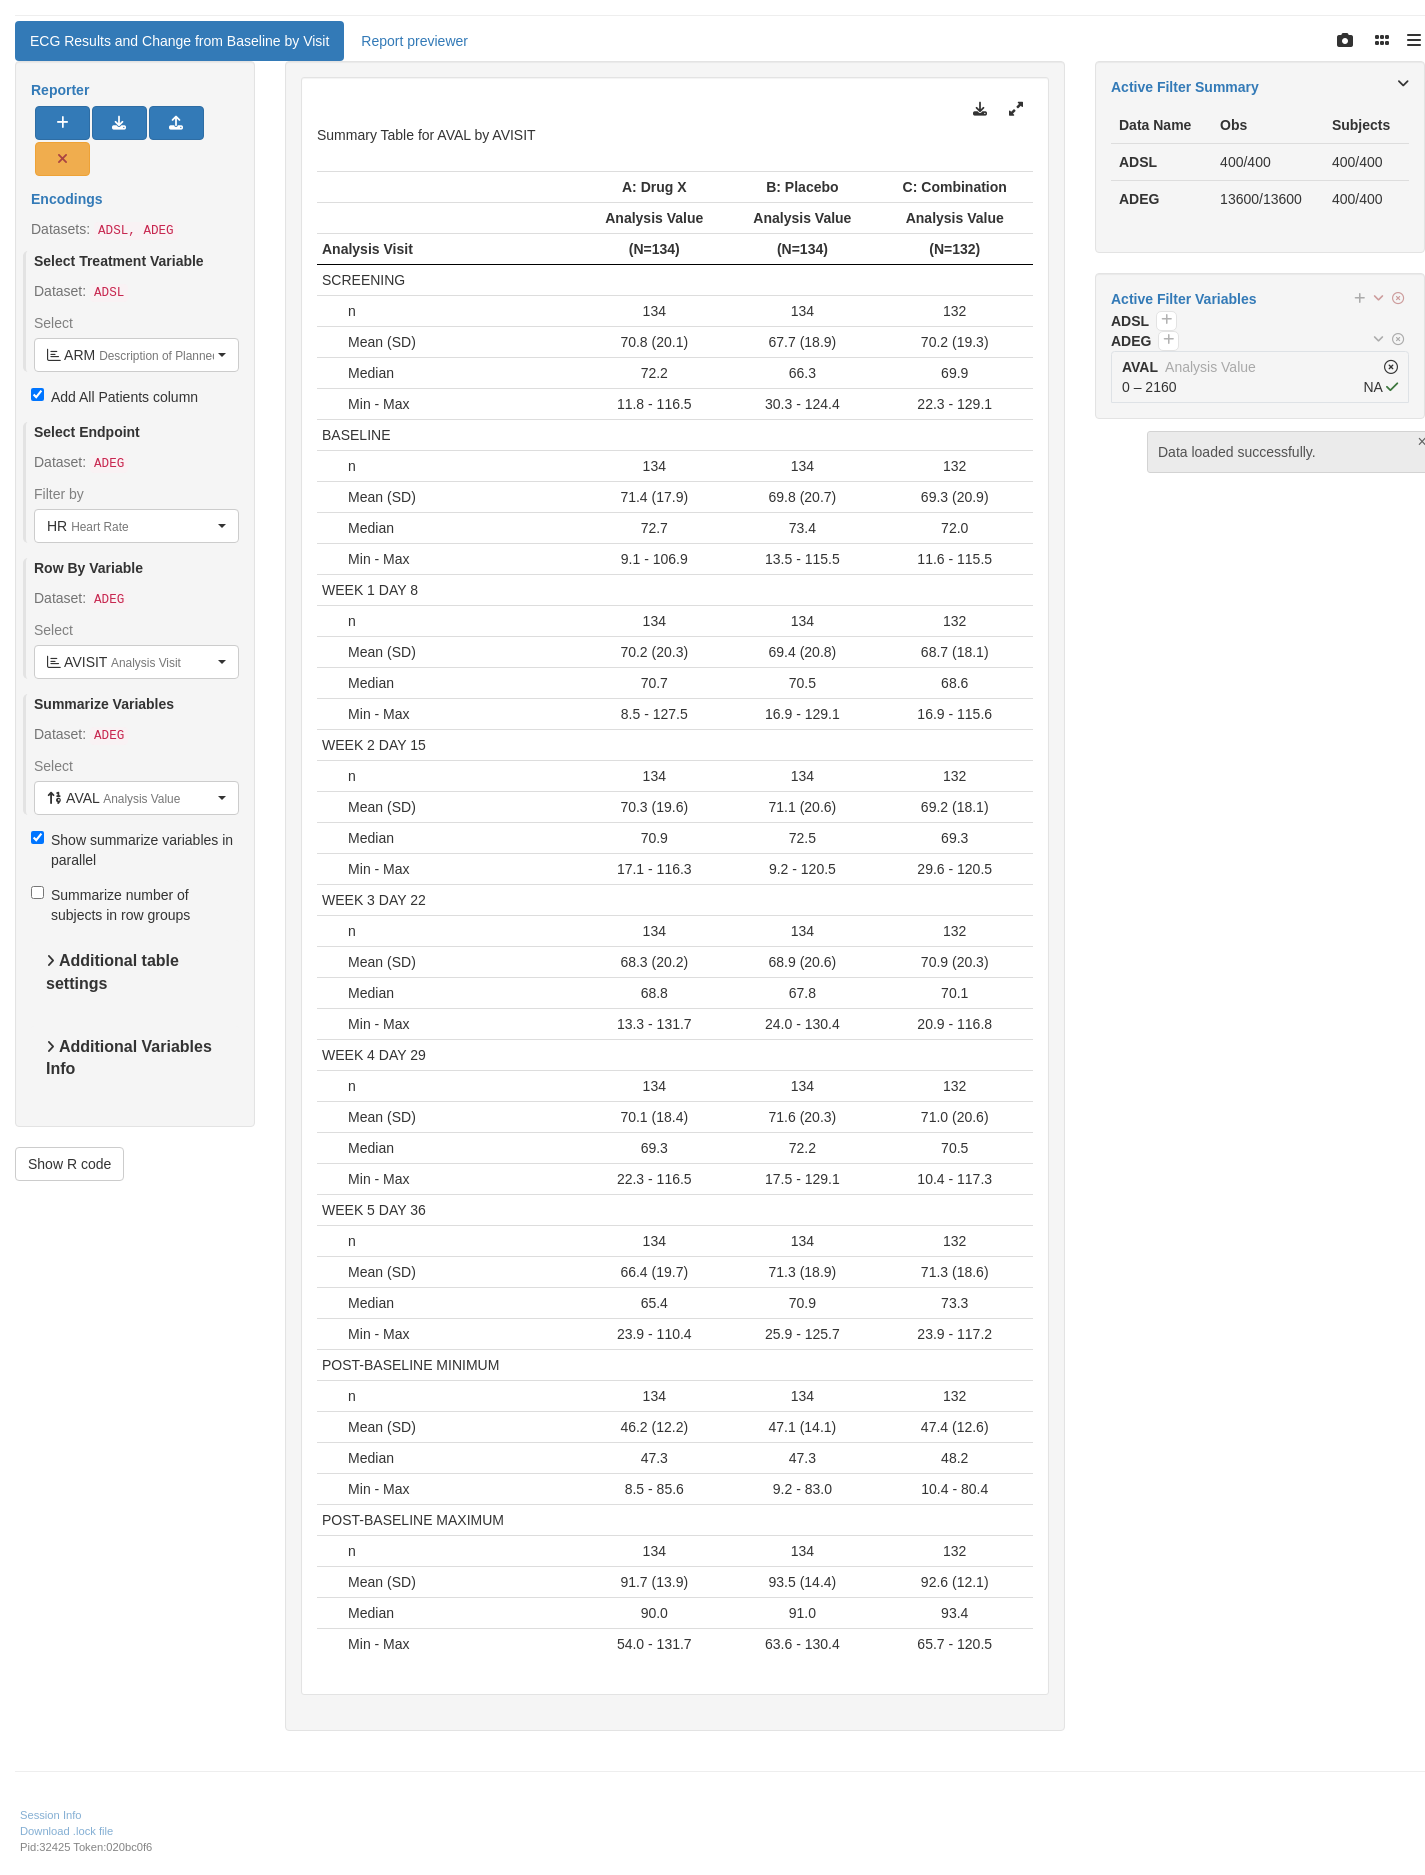 ECG Results and Change from Baseline by Visit Report previewer
Reporter
Encodings
Datasets: ADSL, ADEG
Select Treatment Variable
Dataset: ADSL
Select
ARM Description of Planned
Add All Patients column
Select Endpoint
Dataset: ADEG
Filter by
HR Heart Rate
Row By Variable
Dataset: ADEG
Select
AVISIT Analysis Visit
Summarize Variables
Dataset: ADEG
Select
AVAL Analysis Value
Show summarize variables in
parallel
Summarize number of
subjects in row groups
Additional table
settings
Additional Variables
Info
Show R code
Summary Table for AVAL by AVISIT
A: Drug X B: Placebo C: Combination
Analysis Value Analysis Value Analysis Value
Analysis Visit (N=134) (N=134) (N=132)
SCREENING
n 134 134 132
Mean (SD) 70.8 (20.1) 67.7 (18.9) 70.2 (19.3)
Median 72.2 66.3 69.9
Min - Max 11.8 - 116.5 30.3 - 124.4 22.3 - 129.1
BASELINE
n 134 134 132
Mean (SD) 71.4 (17.9) 69.8 (20.7) 69.3 (20.9)
Median 72.7 73.4 72.0
Min - Max 9.1 - 106.9 13.5 - 115.5 11.6 - 115.5
WEEK 1 DAY 8
n 134 134 132
Mean (SD) 70.2 (20.3) 69.4 (20.8) 68.7 (18.1)
Median 70.7 70.5 68.6
Min - Max 8.5 - 127.5 16.9 - 129.1 16.9 - 115.6
WEEK 2 DAY 15
n 134 134 132
Mean (SD) 70.3 (19.6) 71.1 (20.6) 69.2 (18.1)
Median 70.9 72.5 69.3
Min - Max 17.1 - 116.3 9.2 - 120.5 29.6 - 120.5
WEEK 3 DAY 22
n 134 134 132
Mean (SD) 68.3 (20.2) 68.9 (20.6) 70.9 (20.3)
Median 68.8 67.8 70.1
Min - Max 13.3 - 131.7 24.0 - 130.4 20.9 - 116.8
WEEK 4 DAY 29
n 134 134 132
Mean (SD) 70.1 (18.4) 71.6 (20.3) 71.0 (20.6)
Median 69.3 72.2 70.5
Min - Max 22.3 - 116.5 17.5 - 129.1 10.4 - 117.3
WEEK 5 DAY 36
n 134 134 132
Mean (SD) 66.4 (19.7) 71.3 (18.9) 71.3 (18.6)
Median 65.4 70.9 73.3
Min - Max 23.9 - 110.4 25.9 - 125.7 23.9 - 117.2
POST-BASELINE MINIMUM
n 134 134 132
Mean (SD) 46.2 (12.2) 47.1 (14.1) 47.4 (12.6)
Median 47.3 47.3 48.2
Min - Max 8.5 - 85.6 9.2 - 83.0 10.4 - 80.4
POST-BASELINE MAXIMUM
n 134 134 132
Mean (SD) 91.7 (13.9) 93.5 (14.4) 92.6 (12.1)
Median 90.0 91.0 93.4
Min - Max 54.0 - 131.7 63.6 - 130.4 65.7 - 120.5
Active Filter Summary
Data Name Obs Subjects
ADSL 400/400 400/400
ADEG 13600/13600 400/400
Active Filter Variables
ADSL
ADEG
AVAL Analysis Value
0 – 2160 NA
Data loaded successfully.
Session Info
Download .lock file
Pid:32425 Token:020bc0f6